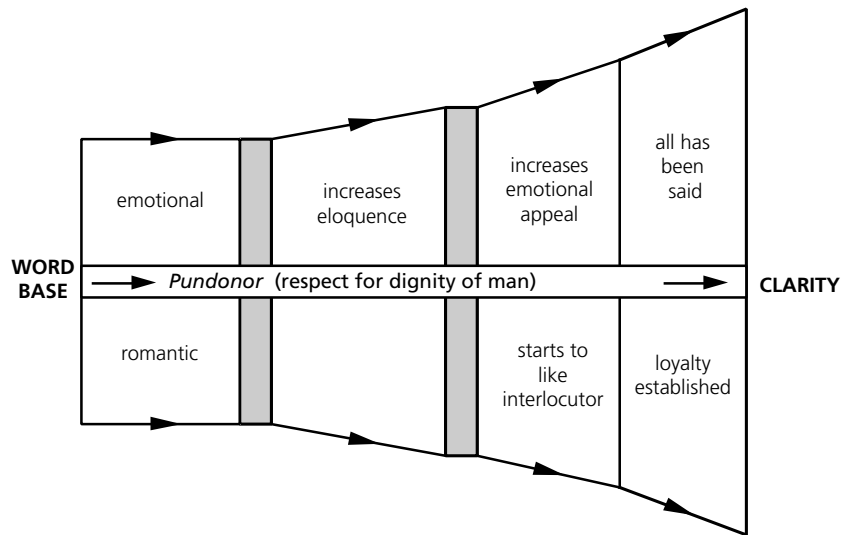 emotional
increases
eloquence
increases
emotional
appeal
all has
been
said
WORD
BASE
Pundonor (respect for dignity of man)
CLARITY
romantic
starts to
like
interlocutor
loyalty
established